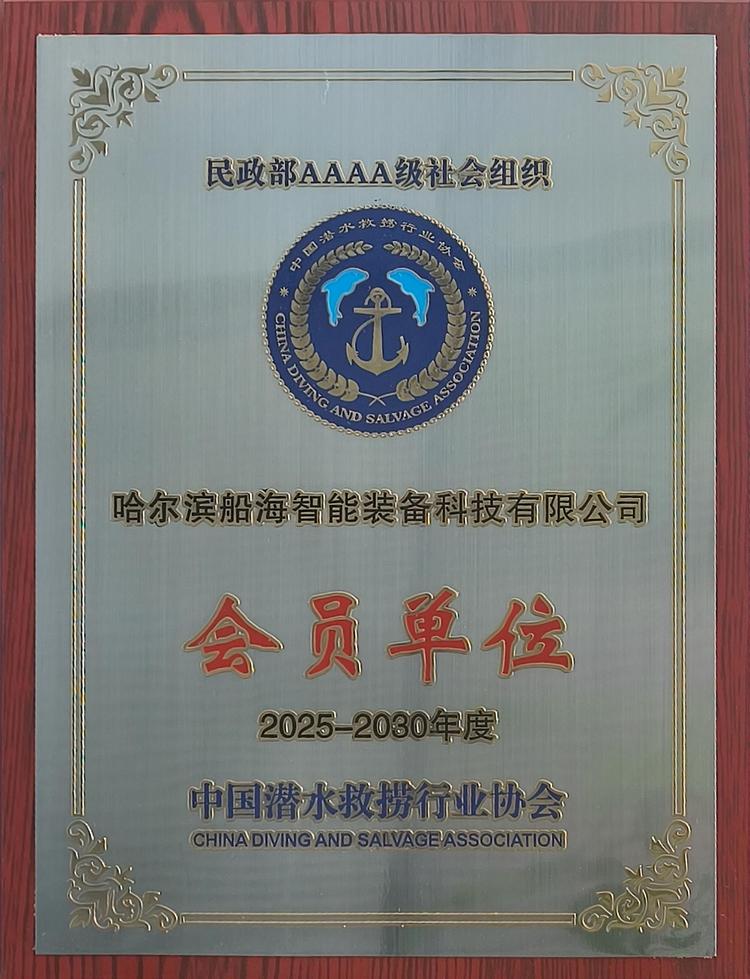 民政部AAAA级社会组织
中国潜水救捞行业协会
CHINA DIVING AND SALVAGE ASSOCIATION
哈尔滨船海智能装备科技有限公司
会员单位
2025-2030年度
中国潜水救捞行业协会
CHINA DIVING AND SALVAGE ASSOCIATION